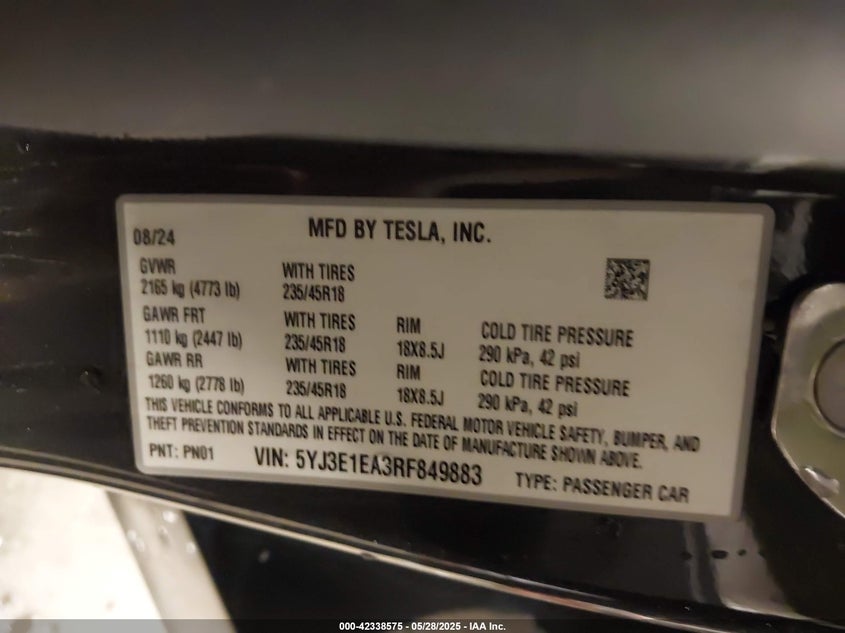 08/24 MFD BY TESLA, INC.
GVWR WITH TIRES
2165 kg (4773 lb) 235/45R18
GAWR FRT WITH TIRES RIM COLD TIRE PRESSURE
1110 kg (2447 lb) 235/45R18 18X8.5J 290 kPa, 42 psi
GAWR RR WITH TIRES RIM COLD TIRE PRESSURE
1260 kg (2778 lb) 235/45R18 18X8.5J 290 kPa, 42 psi
THIS VEHICLE CONFORMS TO ALL APPLICABLE U.S. FEDERAL MOTOR VEHICLE SAFETY, BUMPER, AND
THEFT PREVENTION STANDARDS IN EFFECT ON THE DATE OF MANUFACTURE SHOWN ABOVE.
PNT: PN01 VIN: 5YJ3E1EA3RF849883 TYPE: PASSENGER CAR
000-42338575 — 05/28/2025 — IAA Inc.